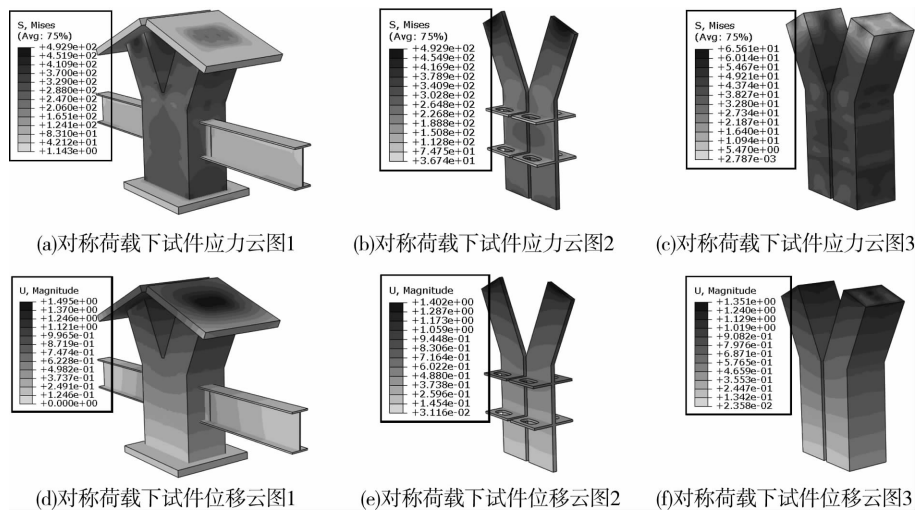 S, Mises
(Avg: 75%)
+4.929e+02
+4.519e+02
+4.109e+02
+3.700e+02
+3.290e+02
+2.880e+02
+2.470e+02
+2.060e+02
+1.651e+02
+1.241e+02
+8.310e+01
+4.212e+01
+1.143e+00
(a)对称荷载下试件应力云图1
S, Mises
(Avg: 75%)
+4.929e+02
+4.549e+02
+4.169e+02
+3.789e+02
+3.409e+02
+3.028e+02
+2.648e+02
+2.268e+02
+1.888e+02
+1.508e+02
+1.128e+02
+7.475e+01
+3.674e+01
(b)对称荷载下试件应力云图2
S, Mises
(Avg: 75%)
+6.561e+01
+6.014e+01
+5.467e+01
+4.921e+01
+4.374e+01
+3.827e+01
+3.280e+01
+2.734e+01
+2.187e+01
+1.640e+01
+1.094e+01
+5.470e+00
+2.787e-03
(c)对称荷载下试件应力云图3
U, Magnitude
+1.495e+00
+1.370e+00
+1.246e+00
+1.121e+00
+9.965e-01
+8.719e-01
+7.474e-01
+6.228e-01
+4.982e-01
+3.737e-01
+2.491e-01
+1.246e-01
+0.000e+00
(d)对称荷载下试件位移云图1
U, Magnitude
+1.402e+00
+1.287e+00
+1.173e+00
+1.059e+00
+9.448e-01
+8.306e-01
+7.164e-01
+6.022e-01
+4.880e-01
+3.738e-01
+2.596e-01
+1.454e-01
+3.116e-02
(e)对称荷载下试件位移云图2
U, Magnitude
+1.351e+00
+1.240e+00
+1.129e+00
+1.019e+00
+9.082e-01
+7.976e-01
+6.871e-01
+5.765e-01
+4.659e-01
+3.553e-01
+2.447e-01
+1.342e-01
+2.358e-02
(f)对称荷载下试件位移云图3